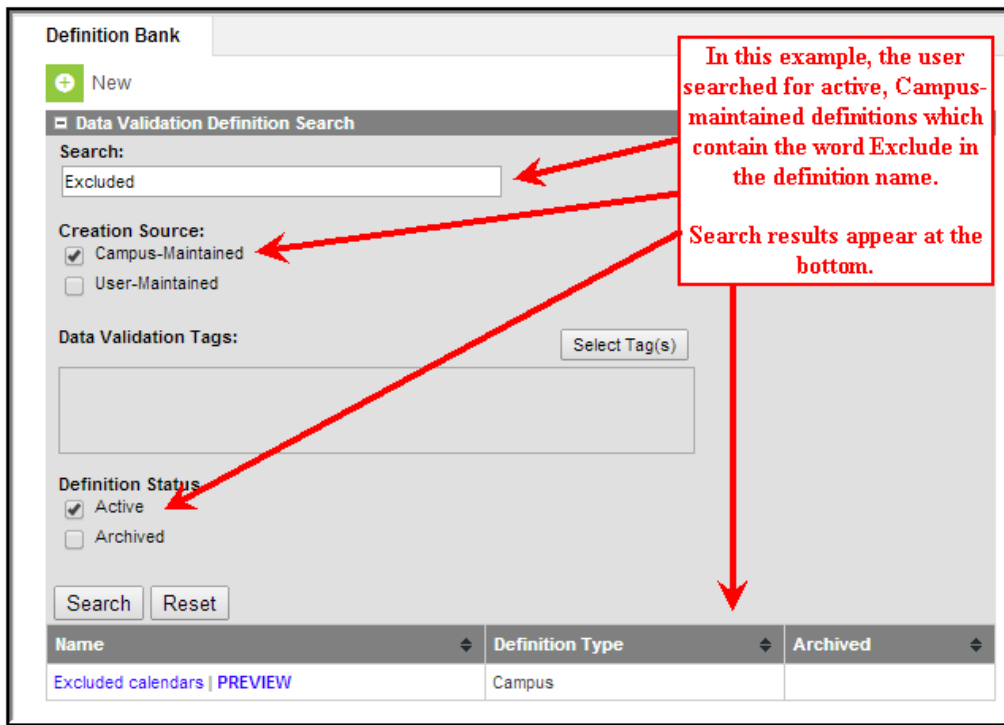 Definition Bank
New
Data Validation Definition Search
In this example, the user
searched for active, Campus-
maintained definitions which
contain the word Exclude in
the definition name.
Search results appear at the
bottom.
Search:
Excluded
Creation Source:
Campus-Maintained
User-Maintained
Data Validation Tags:
Select Tag(s)
Definition Status
Active
Archived
Search Reset
Name Definition Type Archived
Excluded calendars | PREVIEW Campus